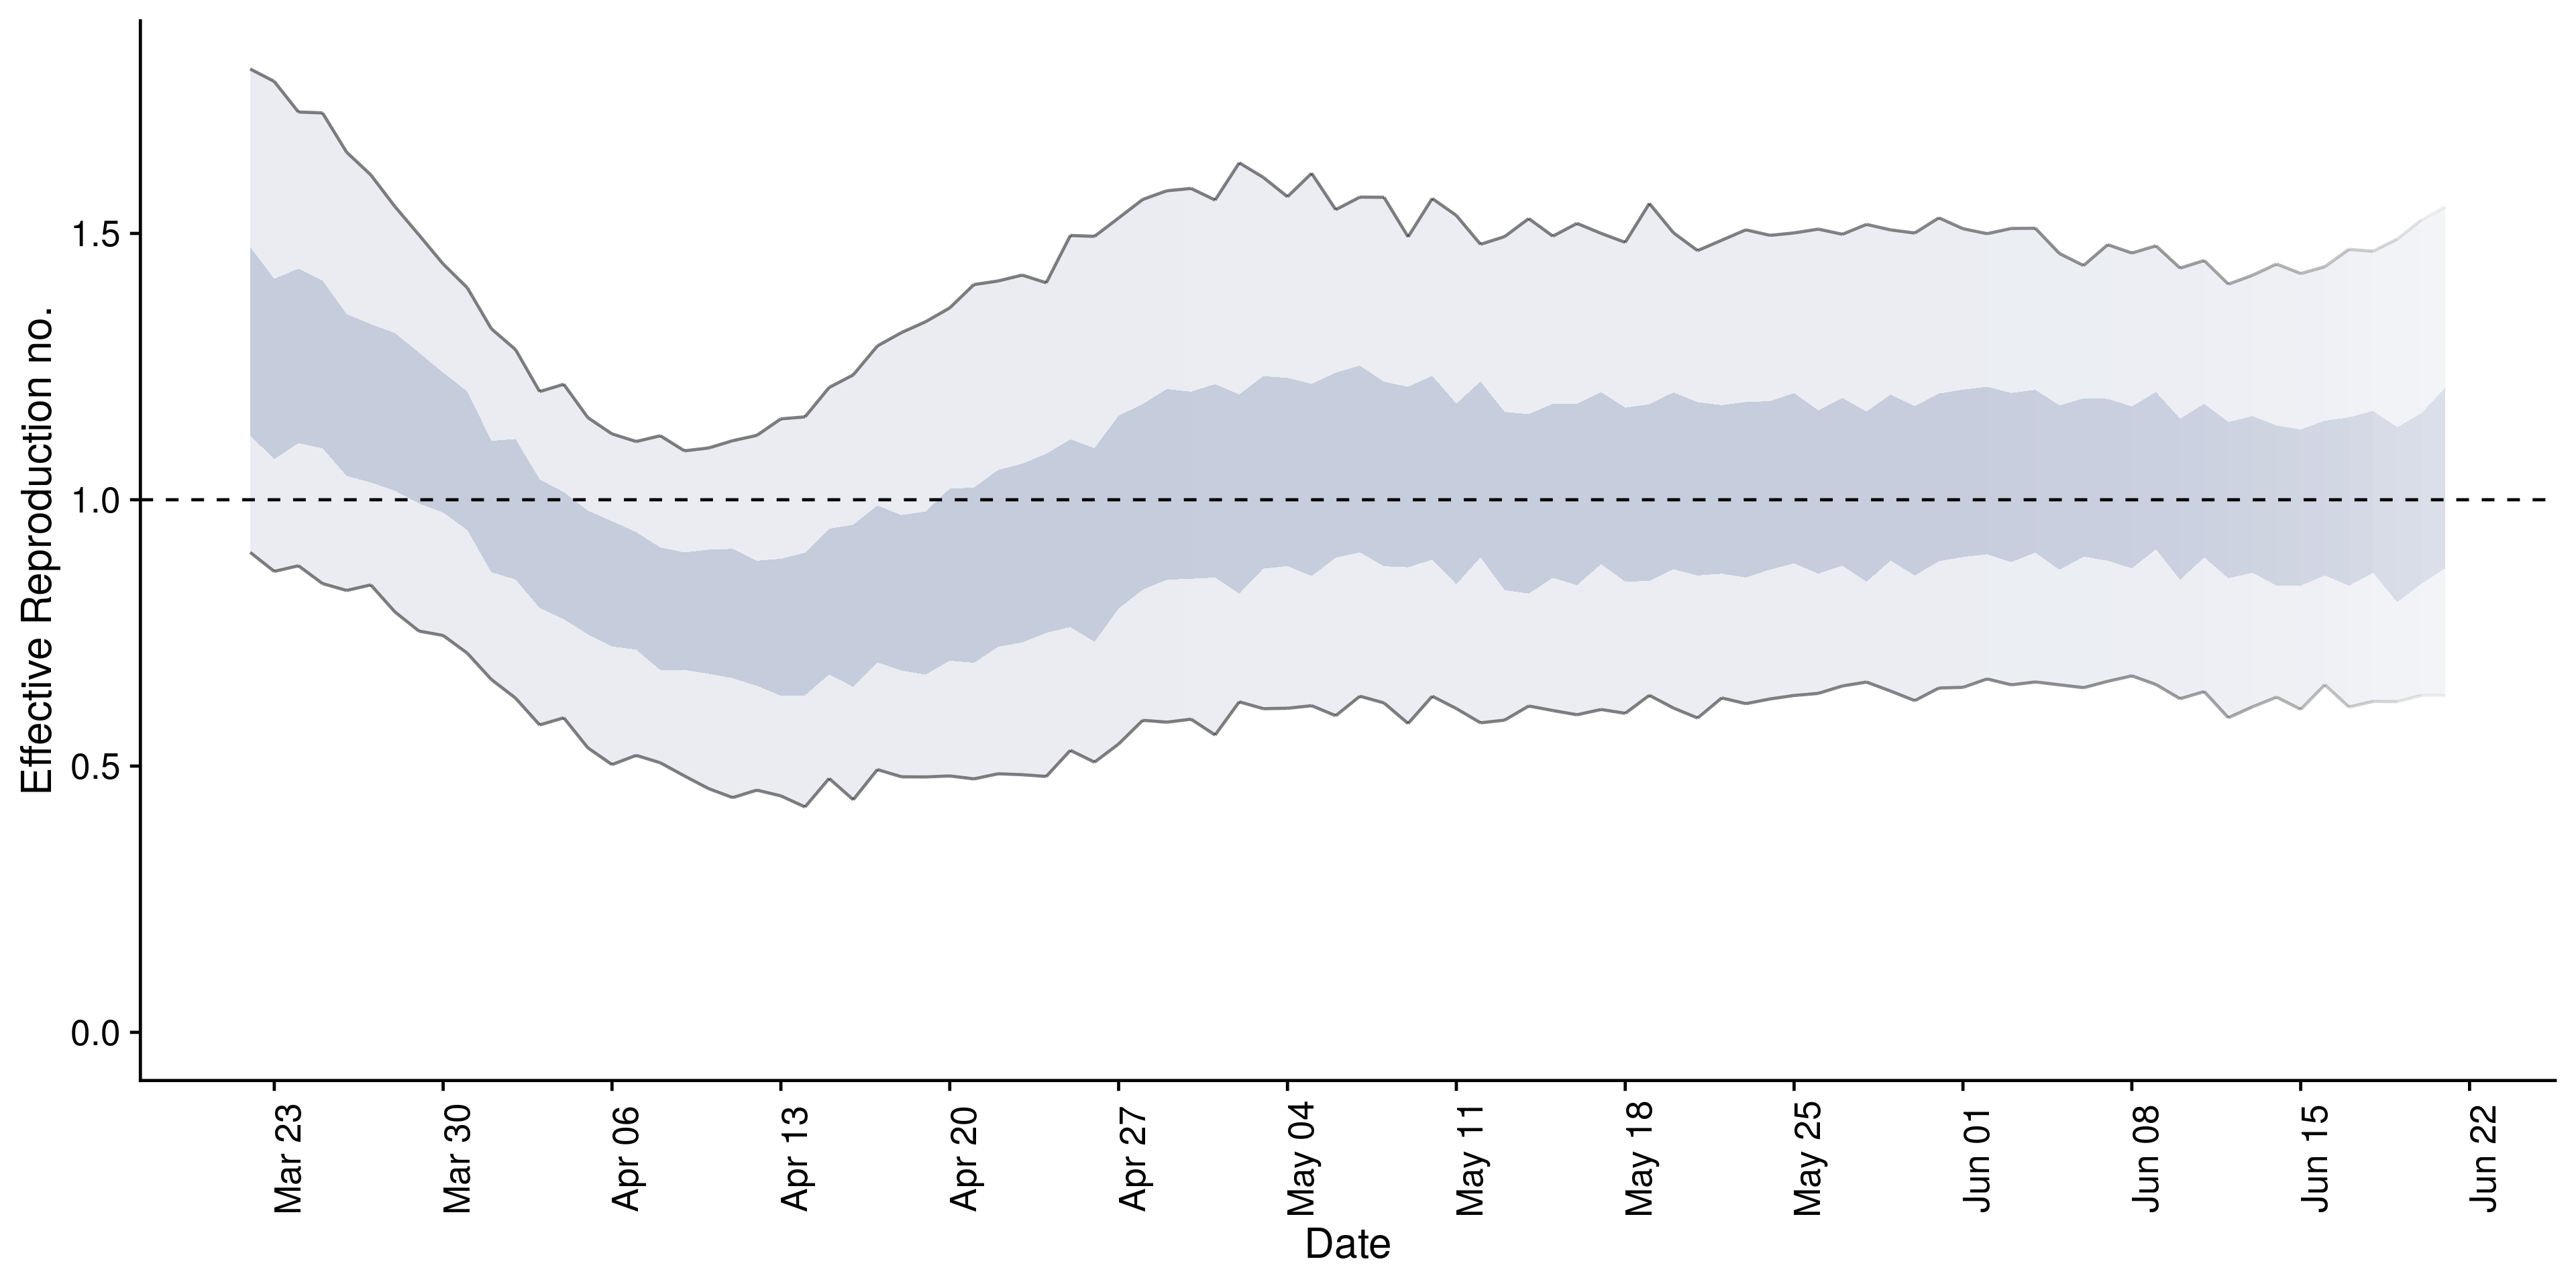 Effective Reproduction no.
1.5
1.0
0.5
0.0
Mar 23
Mar 30
Apr 06
Apr 13
Apr 20
Apr 27
May 04
May 11
May 18
May 25
Jun 01
Jun 08
Jun 15
Jun 22
Date